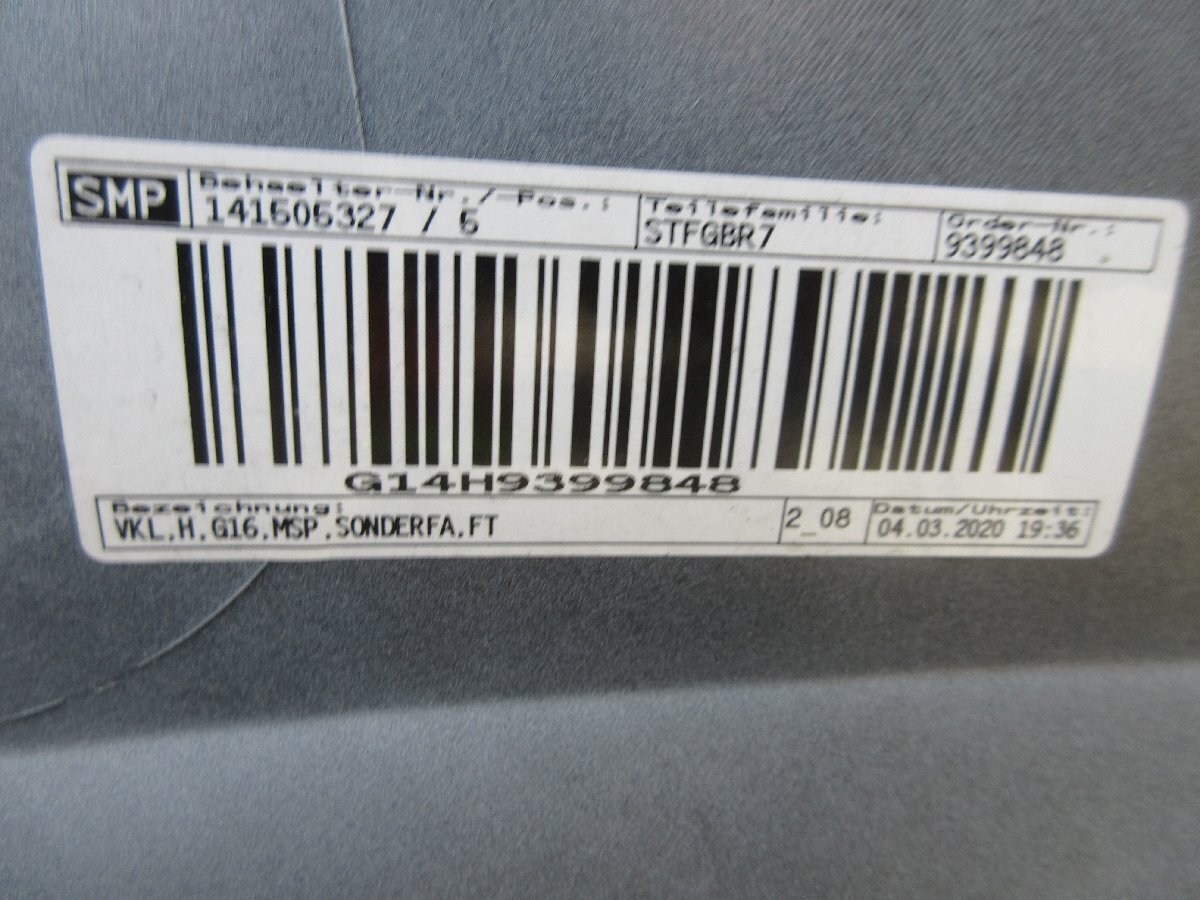 SMP
Behaelter-Nr./-Pos.:
141506327 / 5
Teilefamilie:
STFGBR7
Order-Nr.:
9399848
G14H9399848
Bezeichnung:
VKL.H.G16.MSP.SONDERFA.FT
2_08
Datum/Uhrzeit:
04.03.2020 19:36